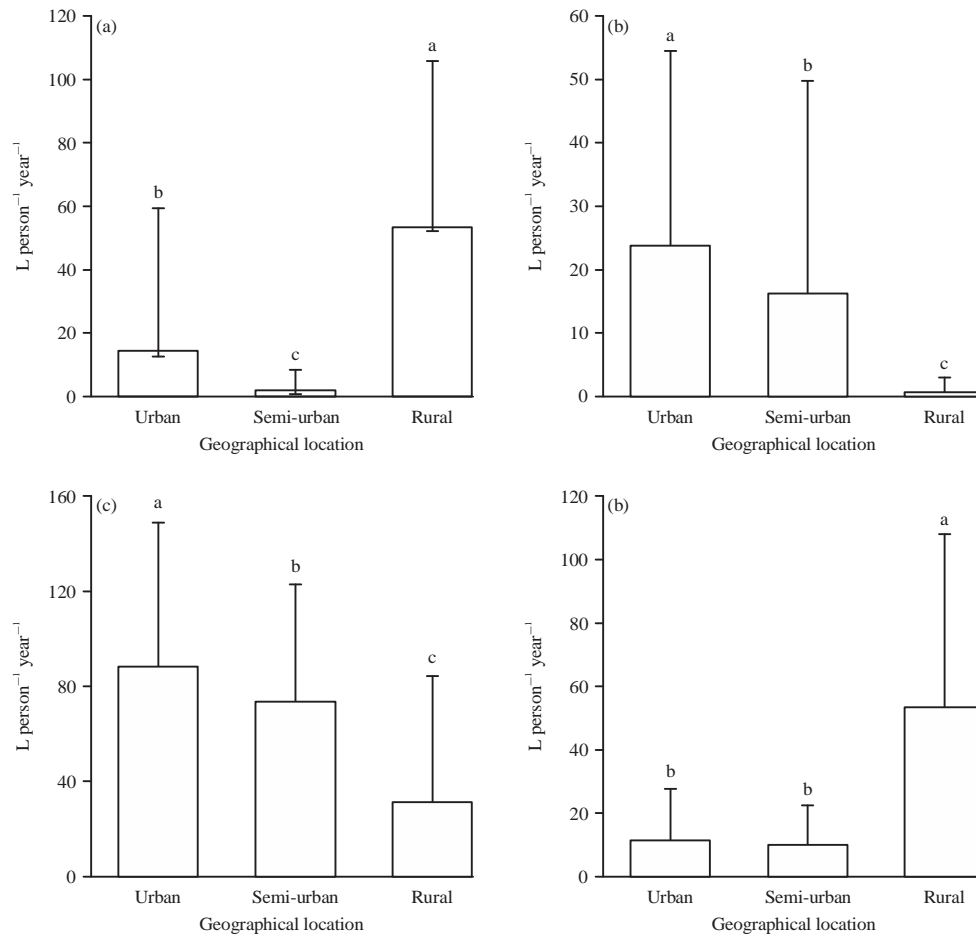 (a)
120
100
80
60
40
20
0
L person⁻¹ year⁻¹
b
c
a
Urban Semi-urban Rural
Geographical location
(b)
60
50
40
30
20
10
0
L person⁻¹ year⁻¹
a
b
c
Urban Semi-urban Rural
Geographical location
(c)
160
120
80
40
0
L person⁻¹ year⁻¹
a
b
c
Urban Semi-urban Rural
Geographical location
(b)
120
100
80
60
40
20
0
L person⁻¹ year⁻¹
b
b
a
Urban Semi-urban Rural
Geographical location